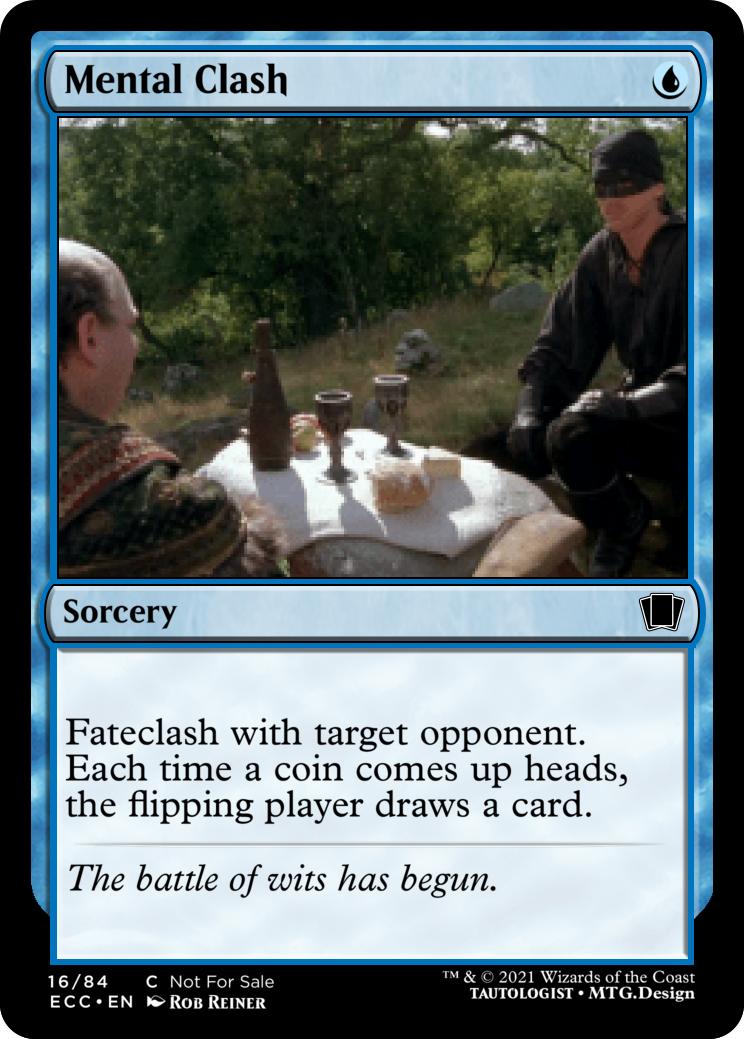 Mental Clash
Sorcery
Fateclash with target opponent.
Each time a coin comes up heads,
the flipping player draws a card.
The battle of wits has begun.
16/84 C Not For Sale
ECC • EN Rob Reiner
™ & © 2021 Wizards of the Coast
TAUTOLOGIST • MTG.Design